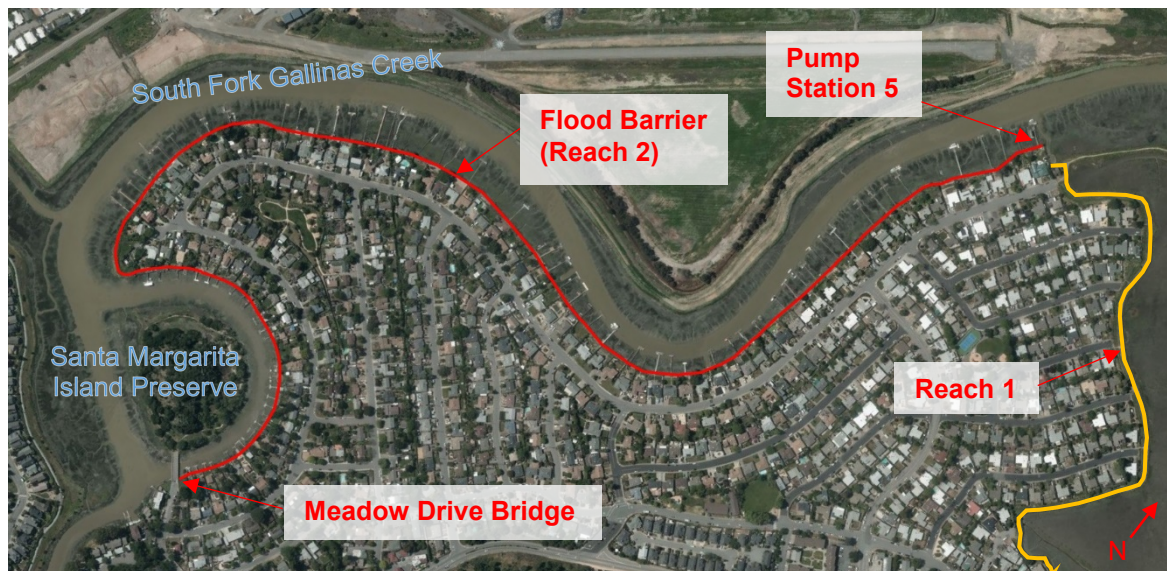 South Fork Gallinas Creek
Pump
Station 5
Flood Barrier
(Reach 2)
Santa Margarita
Island Preserve
Reach 1
Meadow Drive Bridge
N